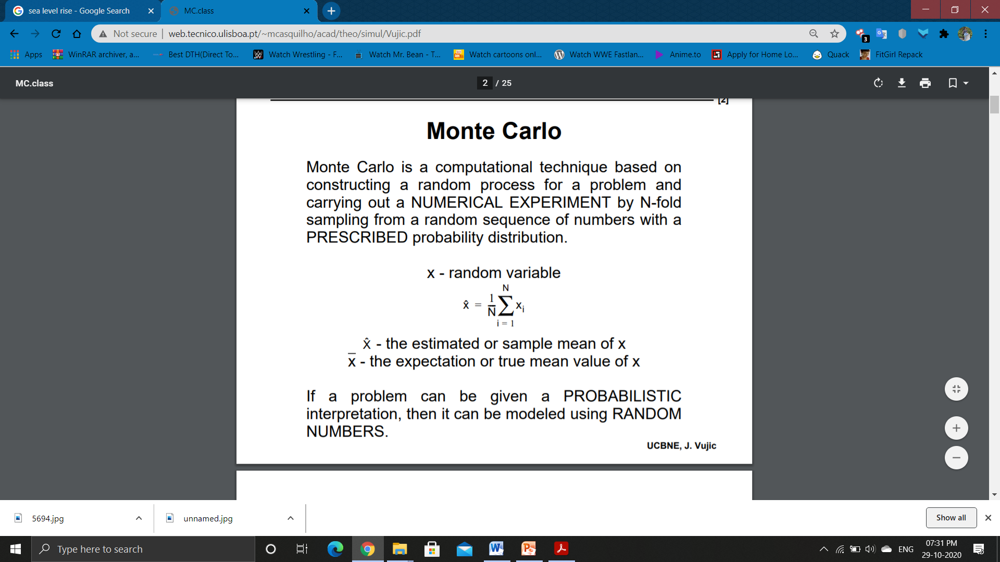 sea level rise - Google Search
MC.class
Not secure | web.tecnico.ulisboa.pt/~mcasquilho/acad/theo/simul/Vujic.pdf
3
Apps WinRAR archiver, a... Best DTH(Direct To... Watch Wrestling - F... Watch Mr. Bean - T... Watch cartoons onl... Watch WWE Fastlan... Anime.to Apply for Home Lo... Quack FitGirl Repack
MC.class 2 / 25
[2]
Monte Carlo
Monte Carlo is a computational technique based on
constructing a random process for a problem and
carrying out a NUMERICAL EXPERIMENT by N-fold
sampling from a random sequence of numbers with a
PRESCRIBED probability distribution.
x - random variable
x̂ = 1/N ∑ i = 1 N xi
x̂ - the estimated or sample mean of x
x̅ - the expectation or true mean value of x
If a problem can be given a PROBABILISTIC
interpretation, then it can be modeled using RANDOM
NUMBERS.
UCBNE, J. Vujic
5694.jpg unnamed.jpg Show all
Type here to search
ENG
07:31 PM
29-10-2020